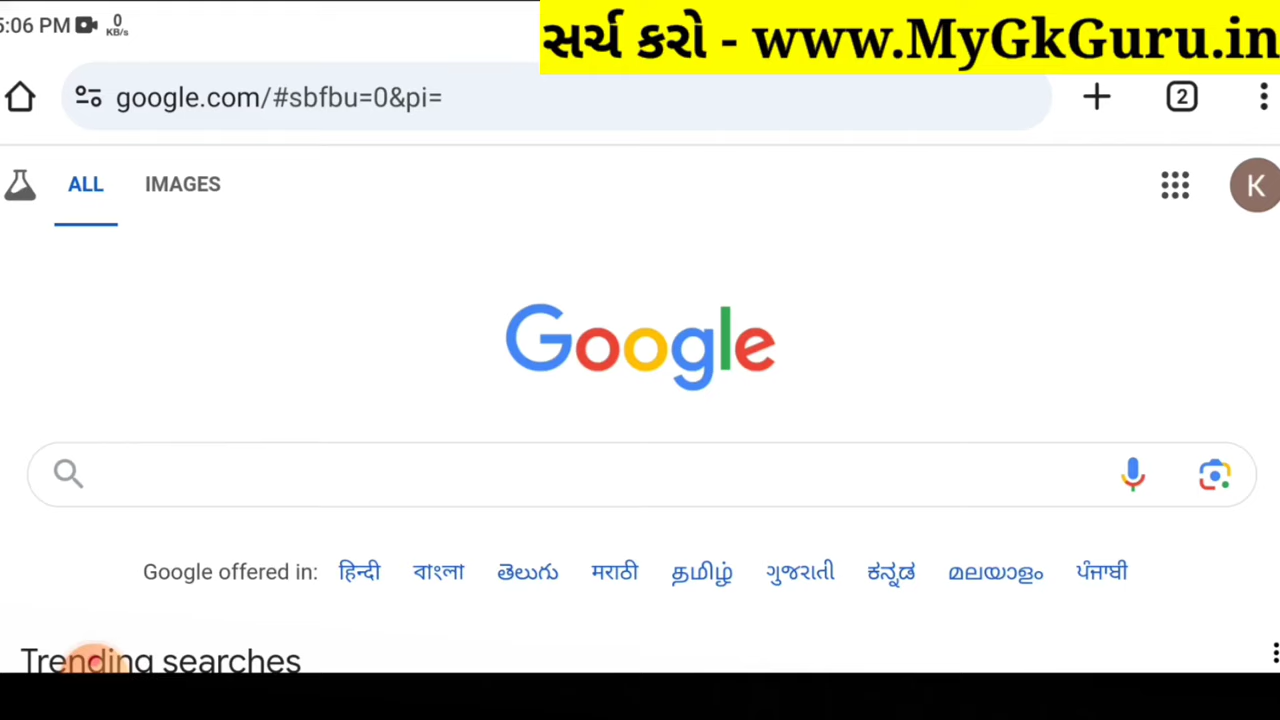 5:06 PM 0 KB/s
સર્ચ કરો - www.MyGkGuru.in
google.com/#sbfbu=0&pi=
2
ALL IMAGES
K
Google
Google offered in: हिन्दी বাংলা తెలుగు मराठी தமிழ் ગુજરાતી ಕನ್ನಡ മലയാളം ਪੰਜਾਬੀ
Trending searches